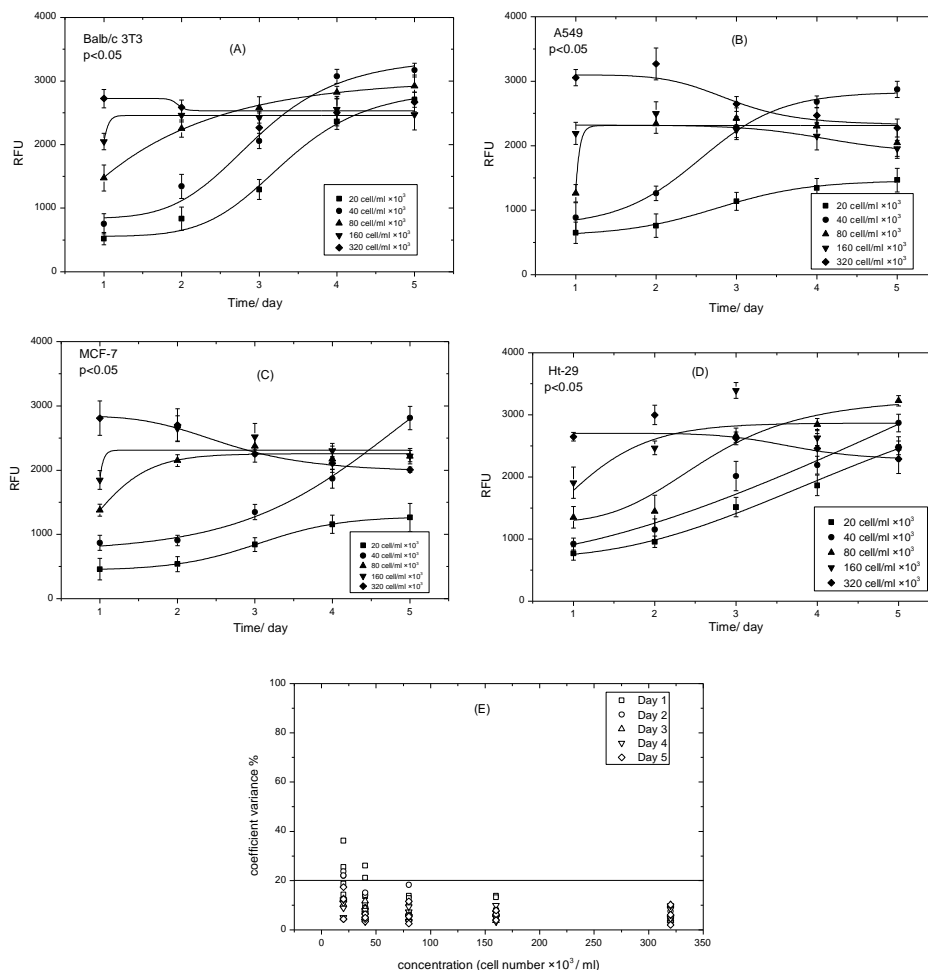 Balb/c 3T3
p<0.05
(A)
4000
3000
2000
1000
0
RFU
1 2 3 4 5
Time/ day
20 cell/ml ×10³
40 cell/ml ×10³
80 cell/ml ×10³
160 cell/ml ×10³
320 cell/ml ×10³
A549
p<0.05
(B)
4000
3000
2000
1000
0
RFU
1 2 3 4 5
Time/ day
20 cell/ml ×10³
40 cell/ml ×10³
80 cell/ml ×10³
160 cell/ml ×10³
320 cell/ml ×10³
MCF-7
p<0.05
(C)
4000
3000
2000
1000
0
RFU
1 2 3 4 5
Time/ day
20 cell/ml ×10³
40 cell/ml ×10³
80 cell/ml ×10³
160 cell/ml ×10³
320 cell/ml ×10³
Ht-29
p<0.05
(D)
4000
3000
2000
1000
0
RFU
1 2 3 4 5
Time/ day
20 cell/ml ×10³
40 cell/ml ×10³
80 cell/ml ×10³
160 cell/ml ×10³
320 cell/ml ×10³
(E)
100
80
60
40
20
0
coefficient variance %
Day 1
Day 2
Day 3
Day 4
Day 5
0 50 100 150 200 250 300 350
concentration (cell number ×10³/ ml)